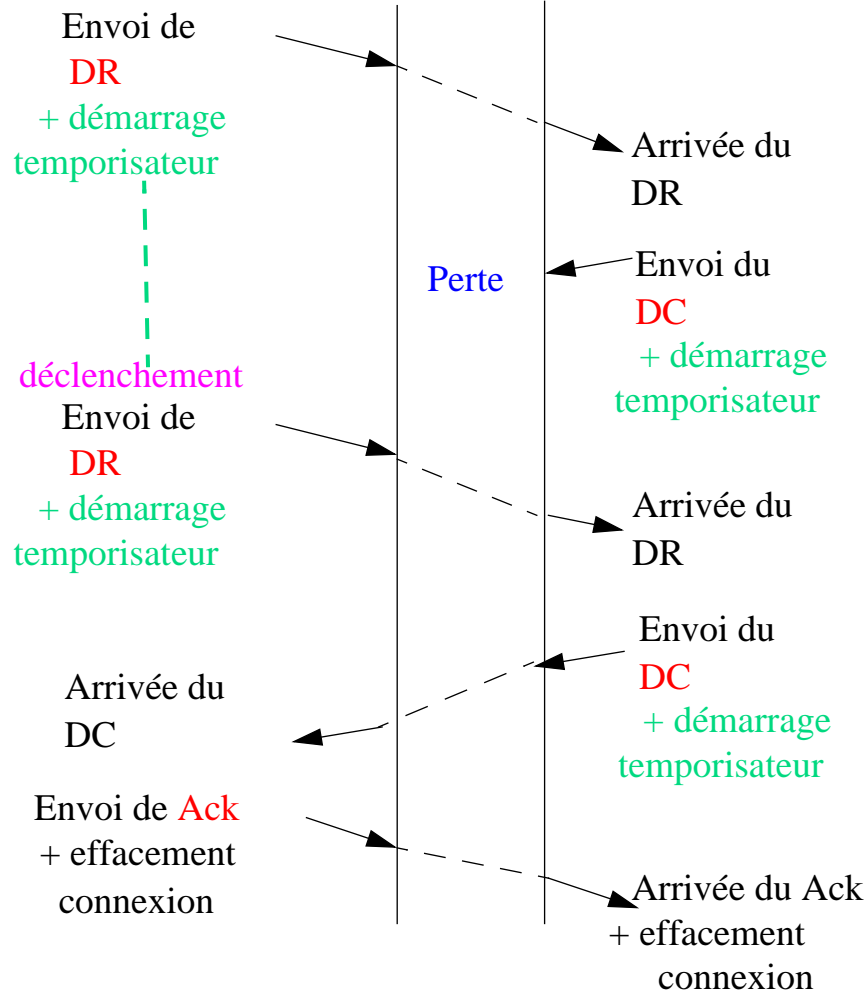 Envoi de
DR
+ démarrage
temporisateur
Arrivée du
DR
Perte
Envoi du
DC
+ démarrage
temporisateur
déclenchement
Envoi de
DR
+ démarrage
temporisateur
Arrivée du
DR
Envoi du
DC
+ démarrage
temporisateur
Arrivée du
DC
Envoi de Ack
+ effacement
connexion
Arrivée du Ack
+ effacement
connexion